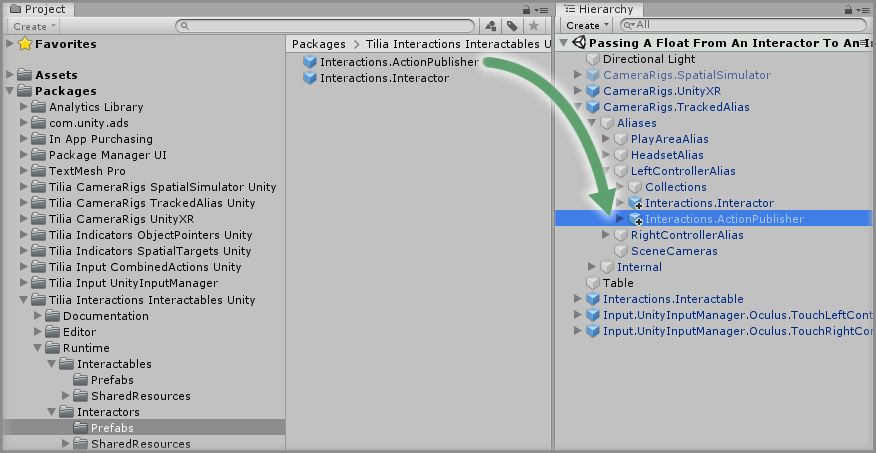 Project
Create
Favorites
Assets
Packages
Analytics Library
com.unity.ads
In App Purchasing
Package Manager UI
TextMesh Pro
Tilia CameraRigs SpatialSimulator Unity
Tilia CameraRigs TrackedAlias Unity
Tilia CameraRigs UnityXR
Tilia Indicators ObjectPointers Unity
Tilia Indicators SpatialTargets Unity
Tilia Input CombinedActions Unity
Tilia Input UnityInputManager
Tilia Interactions Interactables Unity
Documentation
Editor
Runtime
Interactables
Prefabs
SharedResources
Interactors
Prefabs
SharedResources
Packages > Tilia Interactions Interactables U
Interactions.ActionPublisher
Interactions.Interactor
Hierarchy
Create
All
Passing A Float From An Interactor To An In
Directional Light
CameraRigs.SpatialSimulator
CameraRigs.UnityXR
CameraRigs.TrackedAlias
Aliases
PlayAreaAlias
HeadsetAlias
LeftControllerAlias
Collections
Interactions.Interactor
Interactions.ActionPublisher
RightControllerAlias
SceneCameras
Internal
Table
Interactions.Interactable
Input.UnityInputManager.Oculus.TouchLeftCont
Input.UnityInputManager.Oculus.TouchRightCon